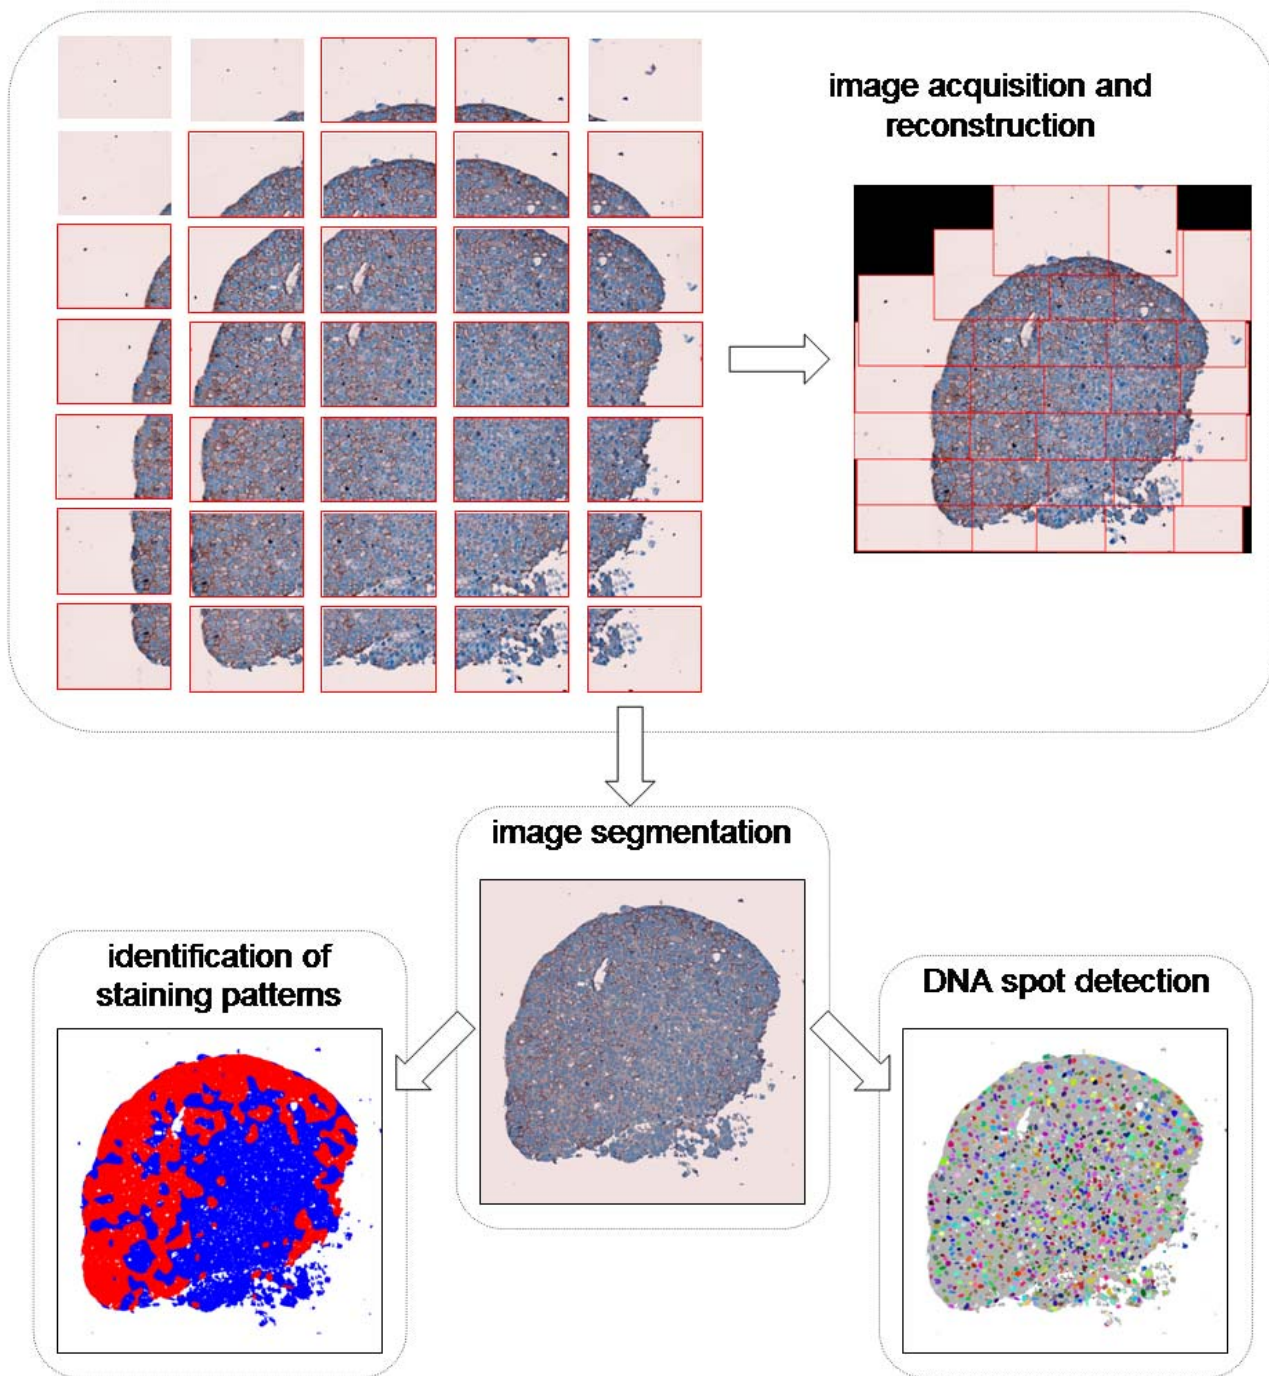 image acquisition and
reconstruction
image segmentation
identification of
staining patterns
DNA spot detection